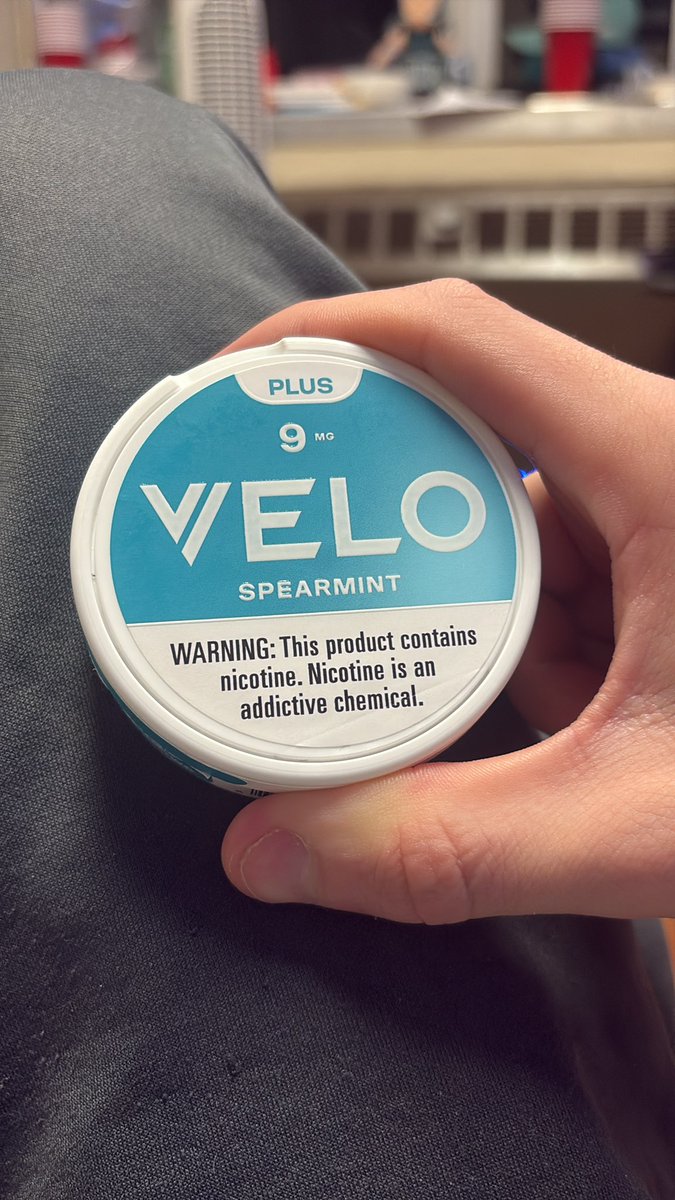 PLUS
9 MG
VELO
SPEARMINT
WARNING: This product contains
nicotine. Nicotine is an
addictive chemical.